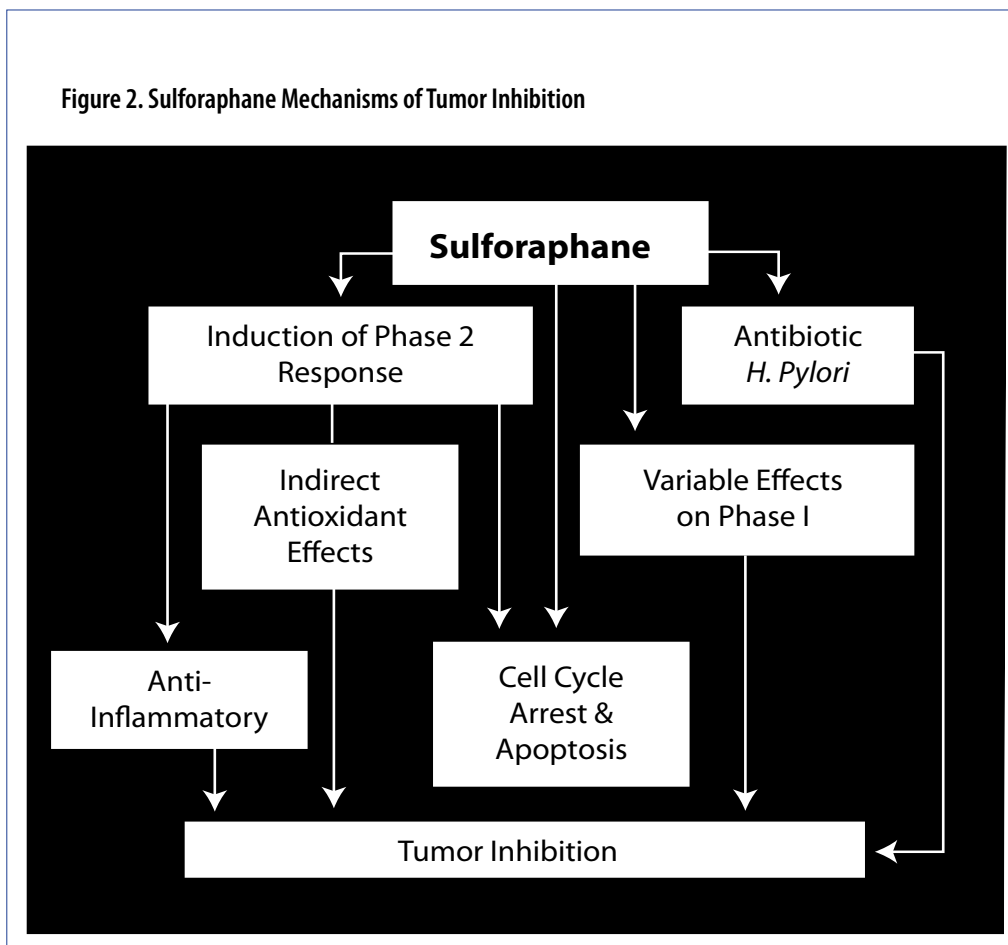 Figure 2. Sulforaphane Mechanisms of Tumor Inhibition
Sulforaphane
Induction of Phase 2
Response
Antibiotic
H. Pylori
Indirect
Antioxidant
Effects
Variable Effects
on Phase I
Anti-
Inflammatory
Cell Cycle
Arrest &
Apoptosis
Tumor Inhibition